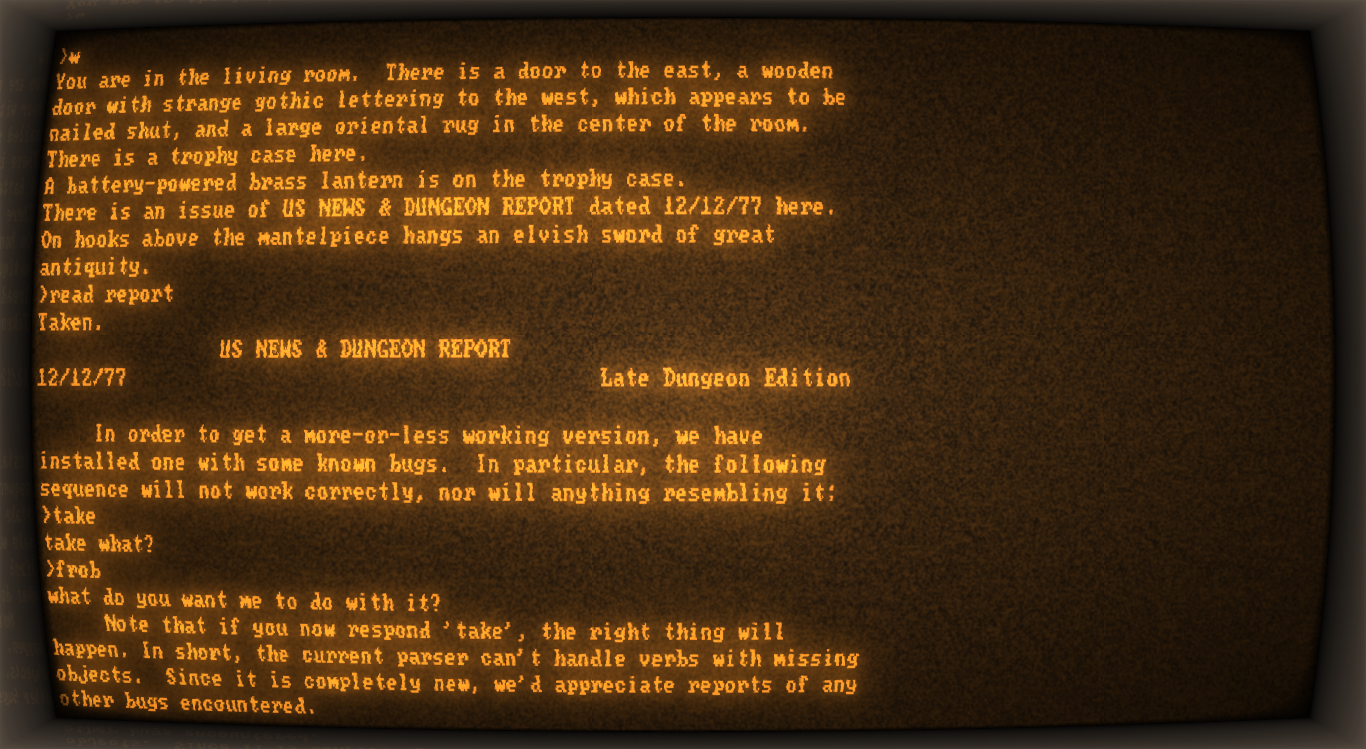 >w
You are in the living room.  There is a door to the east, a wooden
door with strange gothic lettering to the west, which appears to be
nailed shut, and a large oriental rug in the center of the room.
There is a trophy case here.
A battery-powered brass lantern is on the trophy case.
There is an issue of US NEWS & DUNGEON REPORT dated 12/12/77 here.
On hooks above the mantelpiece hangs an elvish sword of great
antiquity.
>read report
Taken.
US NEWS & DUNGEON REPORT
12/12/77 Late Dungeon Edition
In order to get a more-or-less working version, we have
installed one with some known bugs.  In particular, the following
sequence will not work correctly, nor will anything resembling it:
>take
take what?
>frob
what do you want me to do with it?
Note that if you now respond 'take', the right thing will
happen. In short, the current parser can't handle verbs with missing
objects.  Since it is completely new, we'd appreciate reports of any
other bugs encountered.